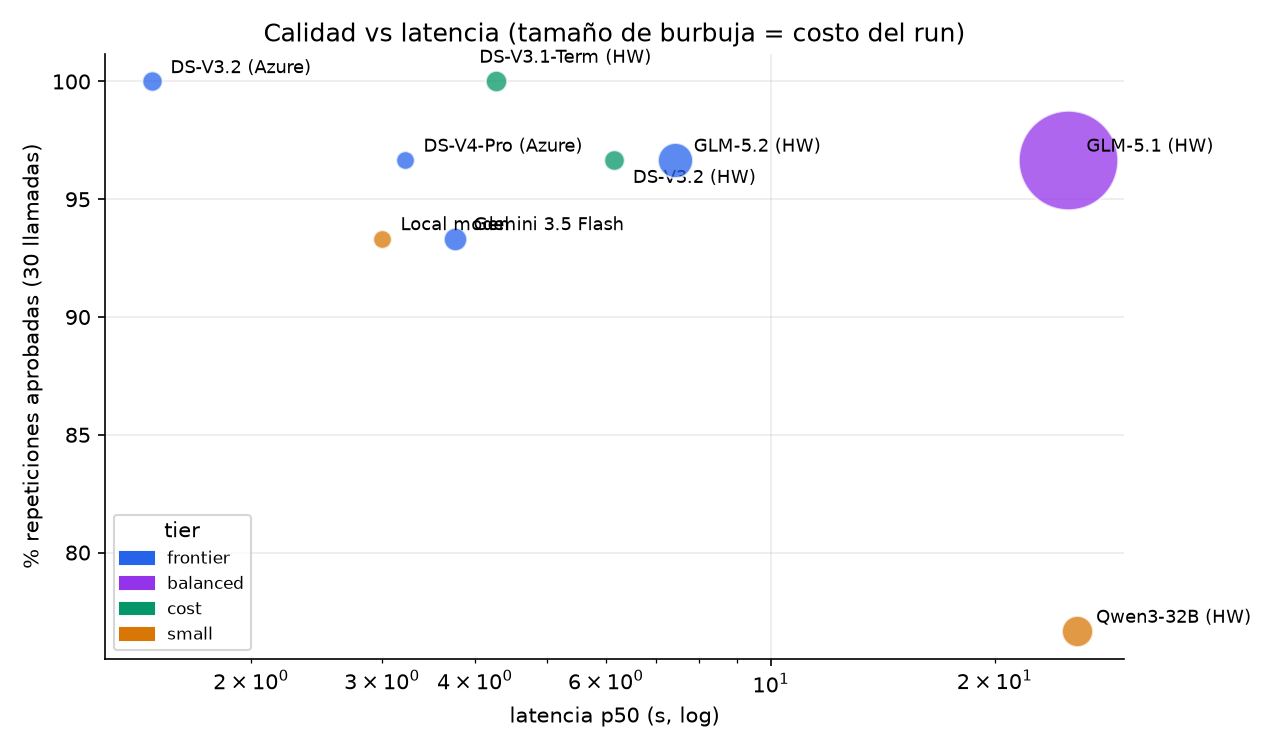 Calidad vs latencia (tamaño de burbuja = costo del run)
DS-V3.1-Term (HW)
DS-V3.2 (Azure)
DS-V4-Pro (Azure)
GLM-5.2 (HW)
GLM-5.1 (HW)
DS-V3.2 (HW)
Local model
Gemini 3.5 Flash
Qwen3-32B (HW)
% repeticiones aprobadas (30 llamadas)
100
95
90
85
80
tier
frontier
balanced
cost
small
2 × 10⁰
3 × 10⁰
4 × 10⁰
6 × 10⁰
10¹
2 × 10¹
latencia p50 (s, log)